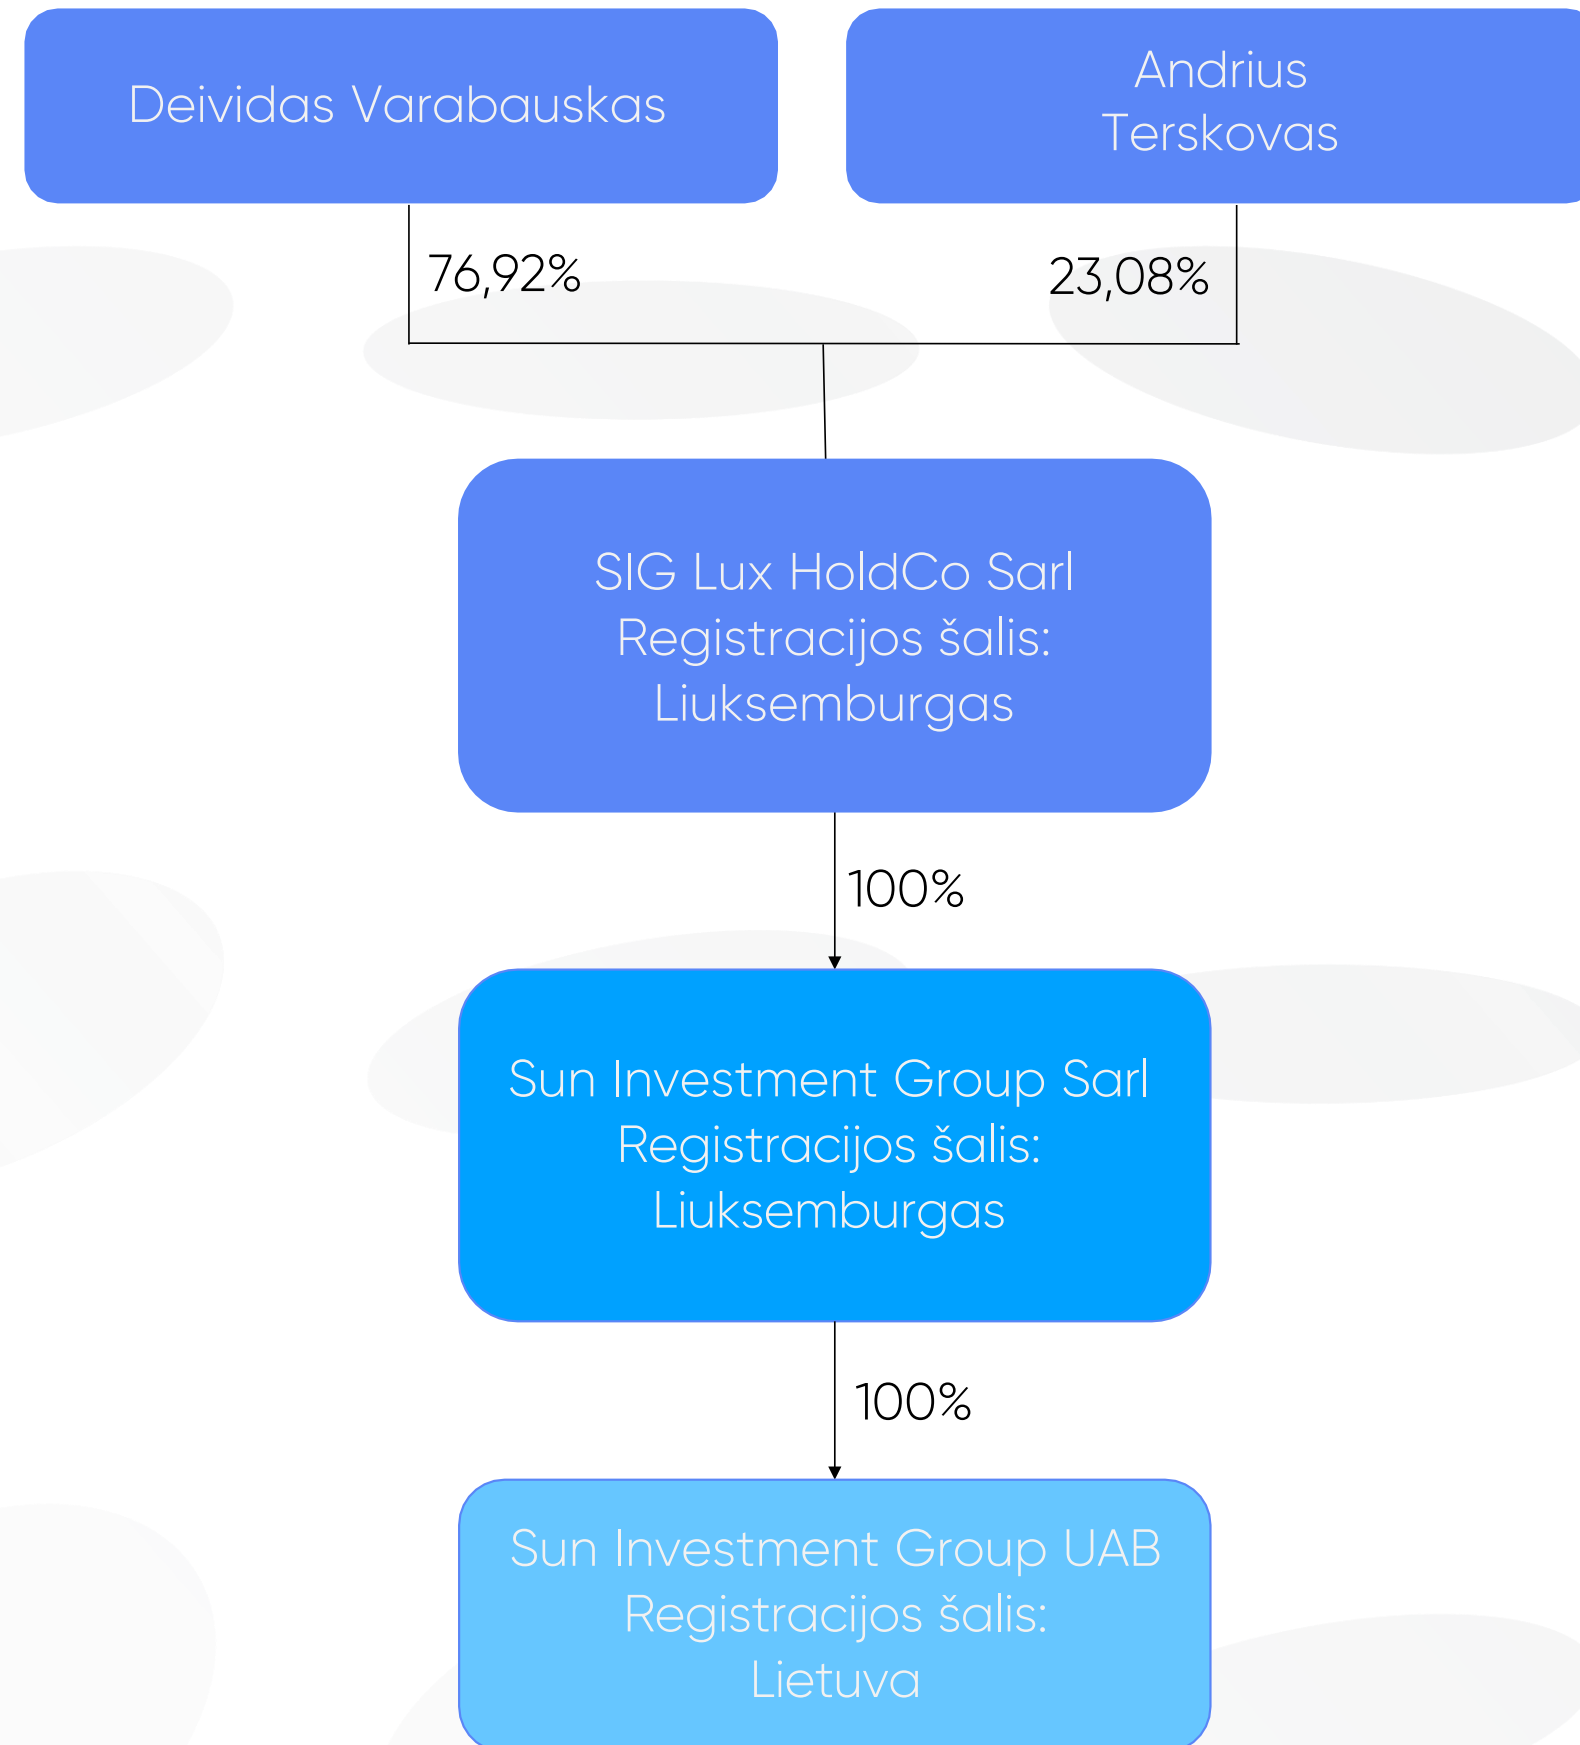 Deividas Varabauskas
Andrius
Terskovas
76,92%
23,08%
SIG Lux HoldCo Sarl
Registracijos šalis:
Liuksemburgas
100%
Sun Investment Group Sarl
Registracijos šalis:
Liuksemburgas
100%
Sun Investment Group UAB
Registracijos šalis:
Lietuva